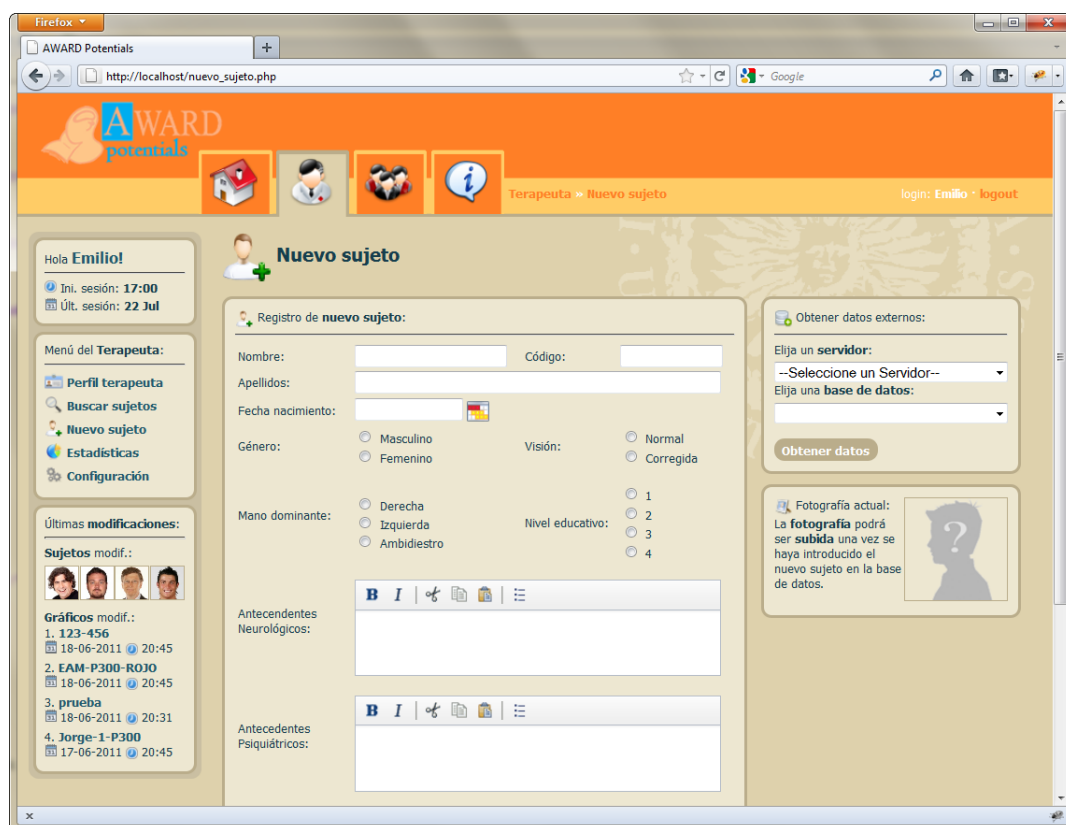 Firefox
AWARD Potentials
http://localhost/nuevo_sujeto.php
Google
AWARD
potentials
Terapeuta » Nuevo sujeto
login: Emilio · logout
Hola Emilio!
Ini. sesión: 17:00
Últ. sesión: 22 Jul
Menú del Terapeuta:
Perfil terapeuta
Buscar sujetos
Nuevo sujeto
Estadísticas
Configuración
Últimas modificaciones:
Sujetos modif.:
Gráficos modif.:
1. 123-456
18-06-2011 20:45
2. EAM-P300-ROJO
18-06-2011 20:45
3. prueba
18-06-2011 20:31
4. Jorge-1-P300
17-06-2011 20:45
Nuevo sujeto
Registro de nuevo sujeto:
Nombre:
Código:
Apellidos:
Fecha nacimiento:
Género:
Masculino
Femenino
Visión:
Normal
Corregida
Mano dominante:
Derecha
Izquierda
Ambidiestro
Nivel educativo:
1
2
3
4
Antecendentes
Neurológicos:
B I
Antecedentes
Psiquiátricos:
B I
Obtener datos externos:
Elija un servidor:
--Seleccione un Servidor--
Elija una base de datos:
Obtener datos
Fotografía actual:
La fotografía podrá
ser subida una vez se
haya introducido el
nuevo sujeto en la base
de datos.